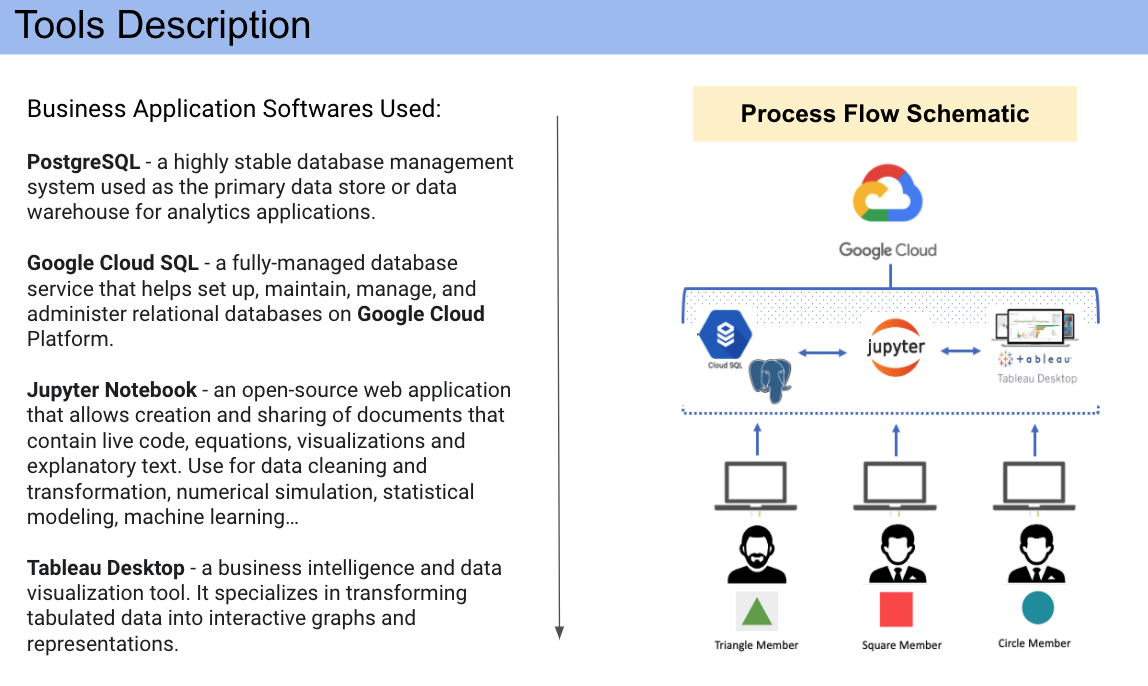 Tools Description
Business Application Softwares Used:
PostgreSQL - a highly stable database management
system used as the primary data store or data
warehouse for analytics applications.
Google Cloud SQL - a fully-managed database
service that helps set up, maintain, manage, and
administer relational databases on Google Cloud
Platform.
Jupyter Notebook - an open-source web application
that allows creation and sharing of documents that
contain live code, equations, visualizations and
explanatory text. Use for data cleaning and
transformation, numerical simulation, statistical
modeling, machine learning…
Tableau Desktop - a business intelligence and data
visualization tool. It specializes in transforming
tabulated data into interactive graphs and
representations.
Process Flow Schematic
Google Cloud
Cloud SQL
jupyter
tableau
Tableau Desktop
Triangle Member
Square Member
Circle Member